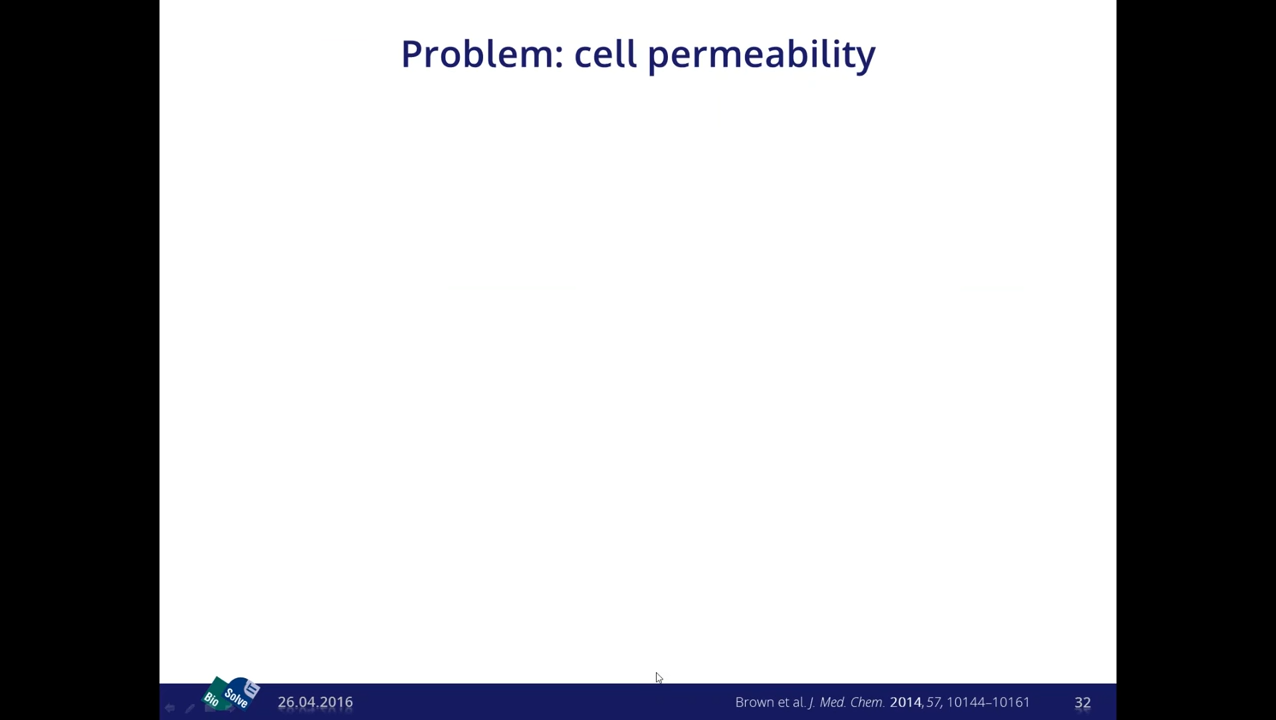 Problem: cell permeability
Bio Solve
26.04.2016
Brown et al. J. Med. Chem. 2014, 57, 10144–10161
32